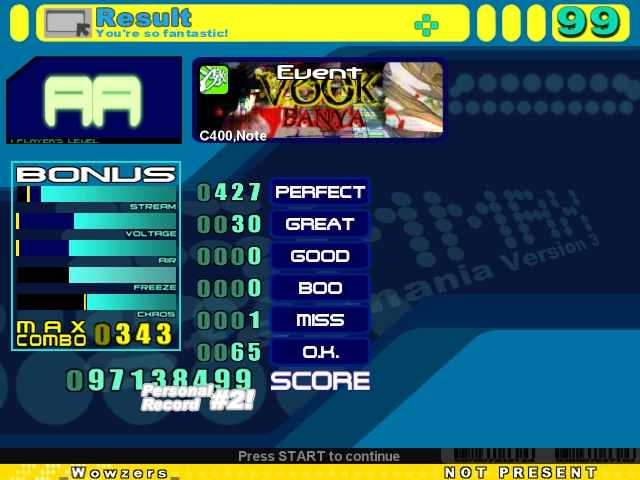 Result
You're so fantastic!
99
AA
1 PLAYER'S LEVEL
Event
VOOK
BANYA
C400,Note
BONUS
STREAM
VOLTAGE
AIR
FREEZE
CHAOS
MAX COMBO 0343
0427 PERFECT
0030 GREAT
0000 GOOD
0000 BOO
0001 MISS
0065 O.K.
097138499 SCORE
Personal Record #2!
mania Version 3
Press START to continue
_Wowzers_
NOT PRESENT